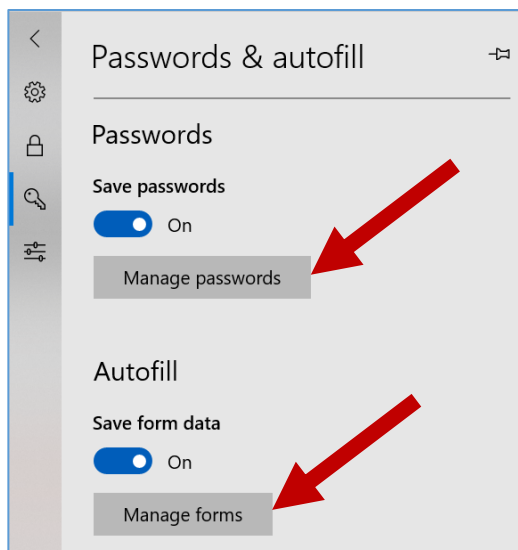 Passwords & autofill
Passwords
Save passwords
On
Manage passwords
Autofill
Save form data
On
Manage forms